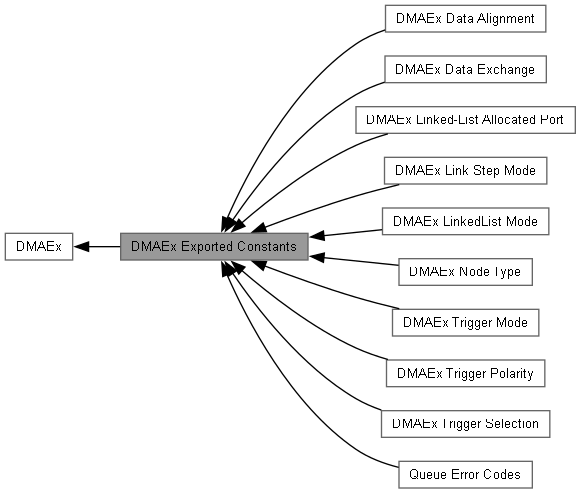 DMAEx Data Alignment
DMAEx Data Exchange
DMAEx Linked-List Allocated Port
DMAEx Link Step Mode
DMAEx LinkedList Mode
DMAEx
DMAEx Exported Constants
DMAEx Node Type
DMAEx Trigger Mode
DMAEx Trigger Polarity
DMAEx Trigger Selection
Queue Error Codes